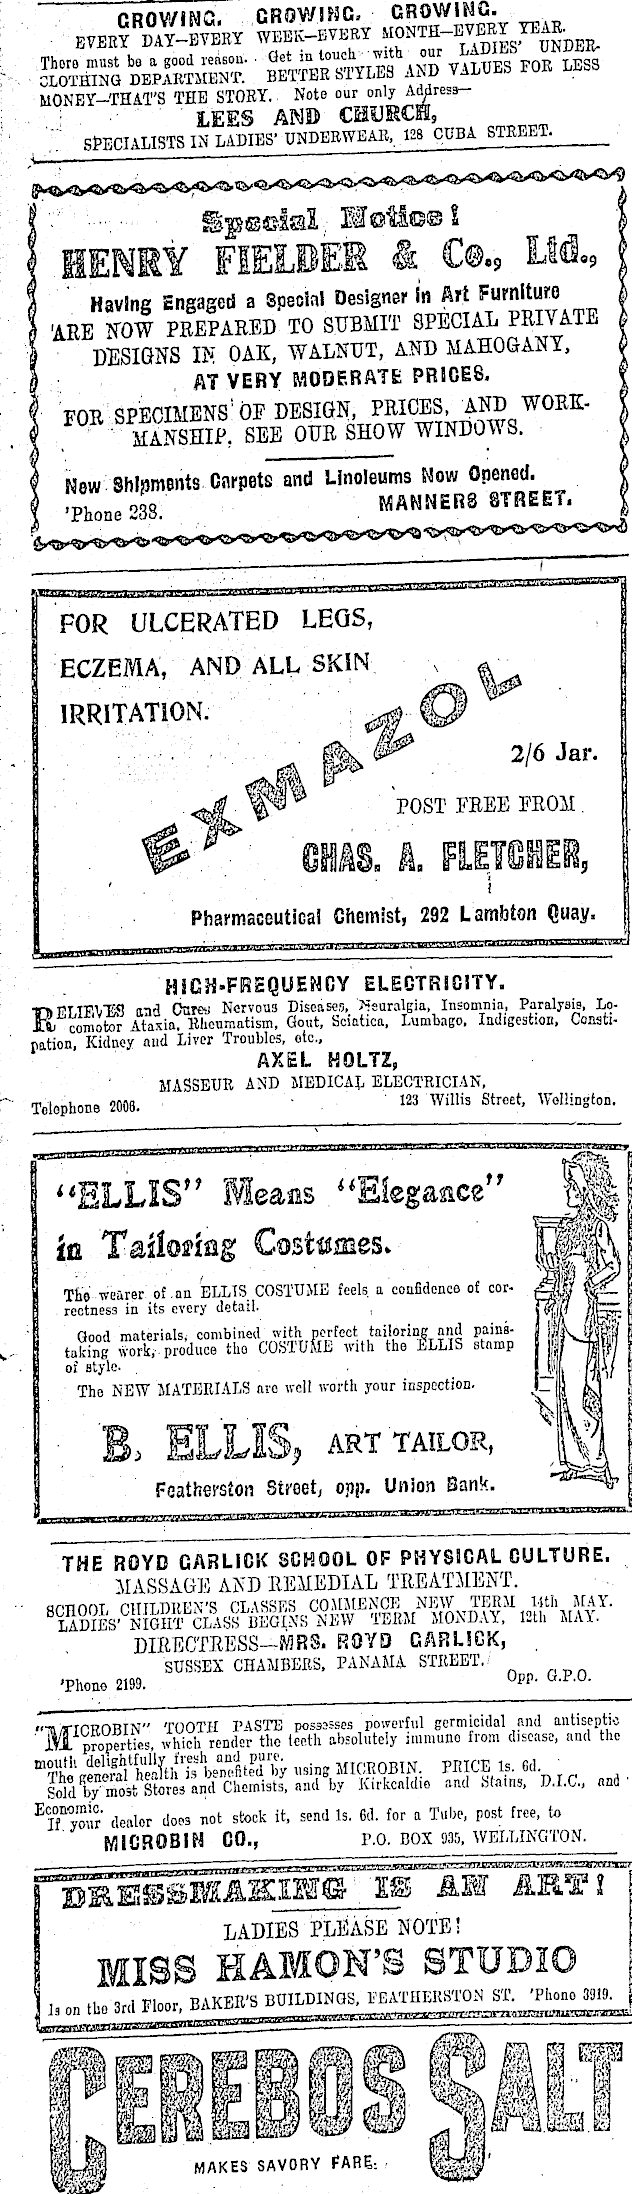 GROWING. GROWING. GROWING.
EVERY DAY—EVERY WEEK—EVERY MONTH—EVERY YEAR.
There must be a good reason. Get in touch with our LADIES' UNDER-
CLOTHING DEPARTMENT. BETTER STYLES AND VALUES FOR LESS
MONEY—THAT'S THE STORY. Note our only Address—
LEES AND CHURCH,
SPECIALISTS IN LADIES' UNDERWEAR, 128 CUBA STREET.
Special Notice!
HENRY FIELDER & Co., Ltd.,
Having Engaged a Special Designer in Art Furniture
ARE NOW PREPARED TO SUBMIT SPECIAL PRIVATE
DESIGNS IN OAK, WALNUT, AND MAHOGANY,
AT VERY MODERATE PRICES.
FOR SPECIMENS OF DESIGN, PRICES, AND WORK-
MANSHIP, SEE OUR SHOW WINDOWS.
New Shipments Carpets and Linoleums Now Opened.
'Phone 238. MANNERS STREET.
FOR ULCERATED LEGS,
ECZEMA, AND ALL SKIN
IRRITATION.
EXMAZOL
2/6 Jar.
POST FREE FROM
CHAS. A. FLETCHER,
Pharmaceutical Chemist, 292 Lambton Quay.
HIGH-FREQUENCY ELECTRICITY.
RELIEVES and Cures Nervous Diseases, Neuralgia, Insomnia, Paralysis, Lo-
comotor Ataxia, Rheumatism, Gout, Sciatica, Lumbago, Indigestion, Consti-
pation, Kidney and Liver Troubles, etc.,
AXEL HOLTZ,
MASSEUR AND MEDICAL ELECTRICIAN,
Telephone 2006. 123 Willis Street, Wellington.
"ELLIS" Means "Elegance"
in Tailoring Costumes.
The wearer of an ELLIS COSTUME feels a confidence of cor-
rectness in its every detail.
Good materials, combined with perfect tailoring and pains-
taking work, produce the COSTUME with the ELLIS stamp
of style.
The NEW MATERIALS are well worth your inspection.
B. ELLIS, ART TAILOR,
Featherston Street, opp. Union Bank.
THE ROYD GARLICK SCHOOL OF PHYSICAL CULTURE.
MASSAGE AND REMEDIAL TREATMENT.
SCHOOL CHILDREN'S CLASSES COMMENCE NEW TERM 14th MAY.
LADIES' NIGHT CLASS BEGINS NEW TERM MONDAY, 12th MAY.
DIRECTRESS—MRS. ROYD GARLICK,
SUSSEX CHAMBERS, PANAMA STREET.
'Phone 2199. Opp. G.P.O.
"MICROBIN" TOOTH PASTE possesses powerful germicidal and antiseptic
properties, which render the teeth absolutely immune from disease, and the
mouth delightfully fresh and pure.
The general health is benefited by using MICROBIN. PRICE 1s. 6d.
Sold by most Stores and Chemists, and by Kirkcaldie and Stains, D.I.C., and
Economic.
If your dealer does not stock it, send 1s. 6d. for a Tube, post free, to
MICROBIN CO., P.O. BOX 935, WELLINGTON.
DRESSMAKING IS AN ART!
LADIES PLEASE NOTE!
MISS HAMON'S STUDIO
Is on the 3rd Floor, BAKER'S BUILDINGS, FEATHERSTON ST. 'Phone 3919.
CEREBOS SALT
MAKES SAVORY FARE.